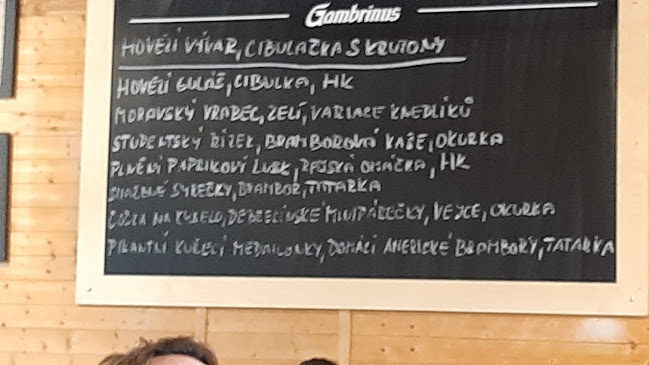 Gambrinus
HOVĚZÍ VÝVAR, CIBULAČKA S KRUTONY
HOVĚZÍ GULÁŠ, CIBULKA, HK
MORAVSKÝ VRABEC, ZELÍ, VARIACE KNEDLÍKŮ
STUDENTSKÝ ŘÍZEK, BRAMBOROVÁ KAŠE, OKURKA
PLNĚNÝ PAPRIKOVÝ LUSK, RAJSKÁ OMÁČKA, HK
SMAŽENÉ SYREČKY, BRAMBOR, TATARKA
ČOČKA NA KYSELO, DEBRECÍNSKÉ MINIPÁREČKY, VEJCE, OKURKA
PIKANTNÍ KUŘECÍ MEDAILONKY, DOMÁCÍ AMERICKÉ BRAMBORY, TATARKA